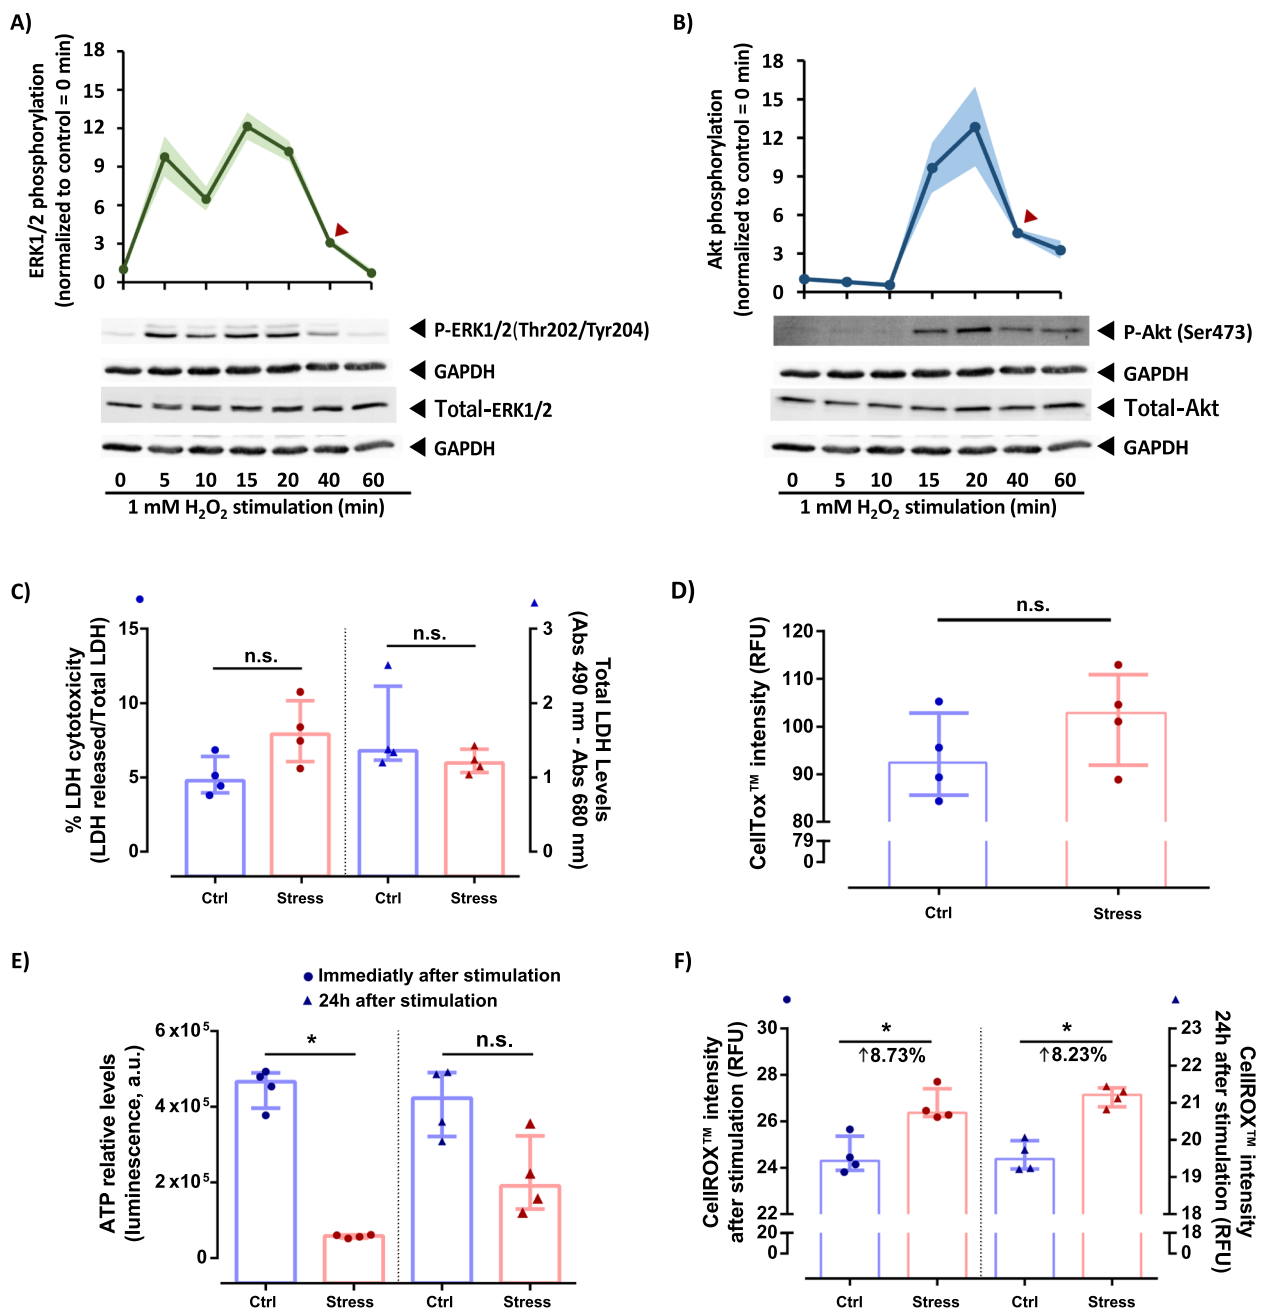 A)
ERK1/2 phosphorylation
(normalized to control = 0 min)
18
15
12
9
6
3
0
P-ERK1/2(Thr202/Tyr204)
GAPDH
Total-ERK1/2
GAPDH
0 5 10 15 20 40 60
1 mM H₂O₂ stimulation (min)
B)
Akt phosphorylation
(normalized to control = 0 min)
18
15
12
9
6
3
0
P-Akt (Ser473)
GAPDH
Total-Akt
GAPDH
0 5 10 15 20 40 60
1 mM H₂O₂ stimulation (min)
C)
% LDH cytotoxicity
(LDH released/Total LDH)
15
10
5
0
n.s.
n.s.
3
2
1
0
Total LDH Levels
(Abs 490 nm - Abs 680 nm)
Ctrl Stress Ctrl Stress
D)
CellTox™ intensity (RFU)
120
110
100
90
80
79
0
n.s.
Ctrl Stress
E)
Immediatly after stimulation
24h after stimulation
ATP relative levels
(luminescence, a.u.)
6 x10⁵
4 x10⁵
2 x10⁵
0
*
n.s.
Ctrl Stress Ctrl Stress
F)
CellROX™ intensity
after stimulation (RFU)
30
28
26
24
22
20
0
*
↑8.73%
*
↑8.23%
23
22
21
20
19
18
18
0
CellROX™ intensity
24h after stimulation (RFU)
Ctrl Stress Ctrl Stress